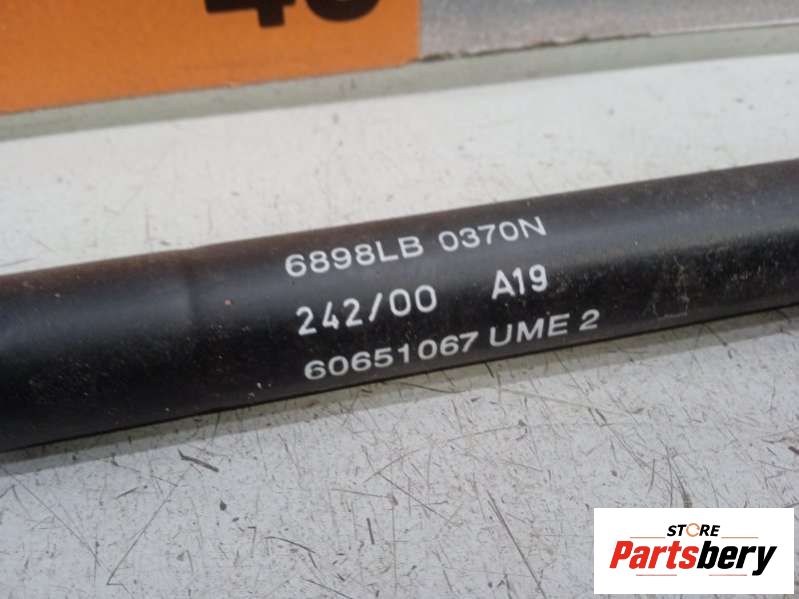 6898LB 0370N
242/00 A19
60651067 UME 2
STORE
Partsbery